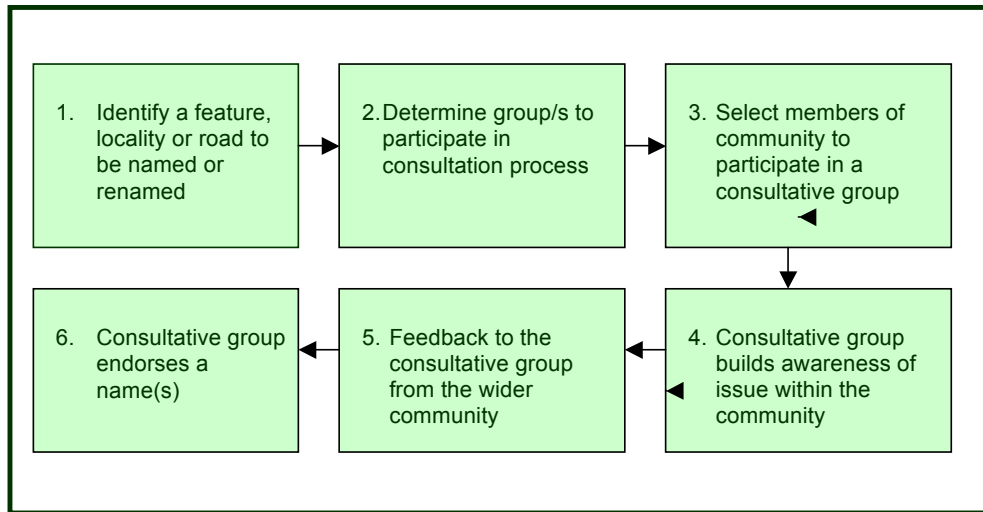 1. Identify a feature,
locality or road to
be named or
renamed
2. Determine group/s to
participate in
consultation process
3. Select members of
community to
participate in a
consultative group
4. Consultative group
builds awareness of
issue within the
community
5. Feedback to the
consultative group
from the wider
community
6. Consultative group
endorses a
name(s)